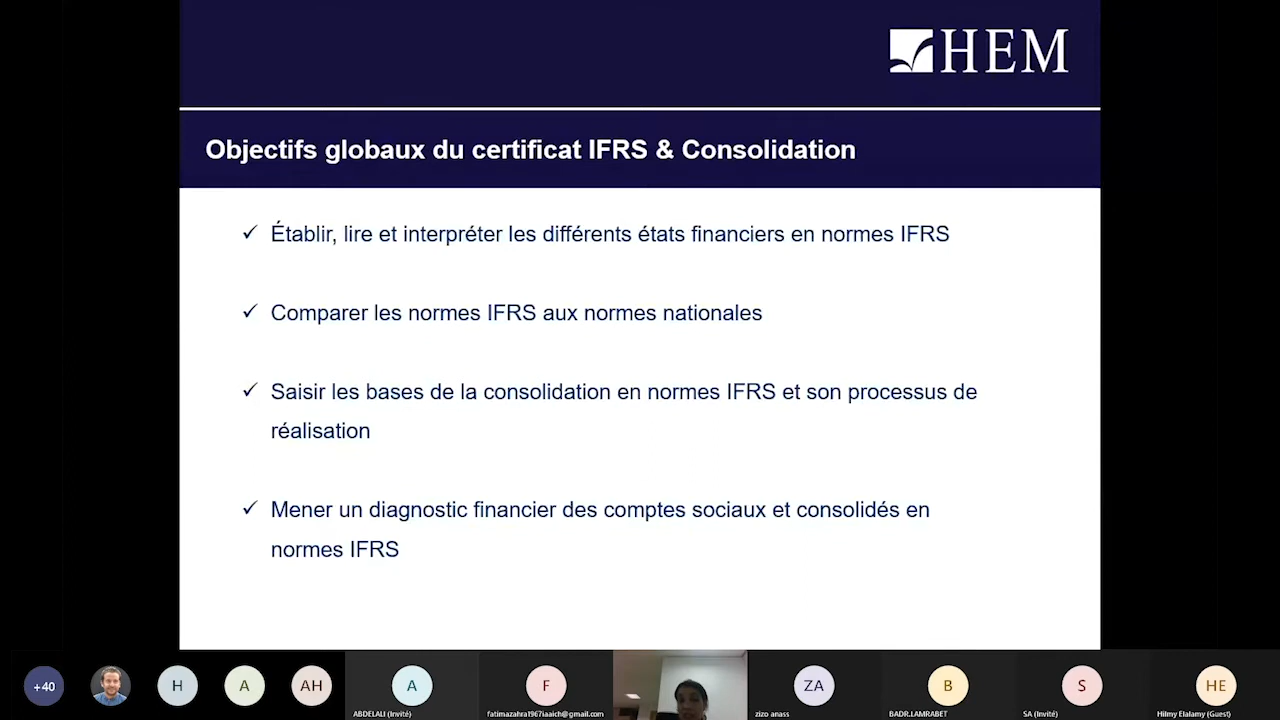 HEM
Objectifs globaux du certificat IFRS & Consolidation
✓ Établir, lire et interpréter les différents états financiers en normes IFRS
✓ Comparer les normes IFRS aux normes nationales
✓ Saisir les bases de la consolidation en normes IFRS et son processus de
réalisation
✓ Mener un diagnostic financier des comptes sociaux et consolidés en
normes IFRS
+40
H
A
AH
A
F
ZA
B
S
HE
ABDELALI (Invité)
fatimazahra1967iaaich@gmail.com
zizo anass
BADR.LAMRABET
SA (Invité)
Hilmy Elalamy (Guest)